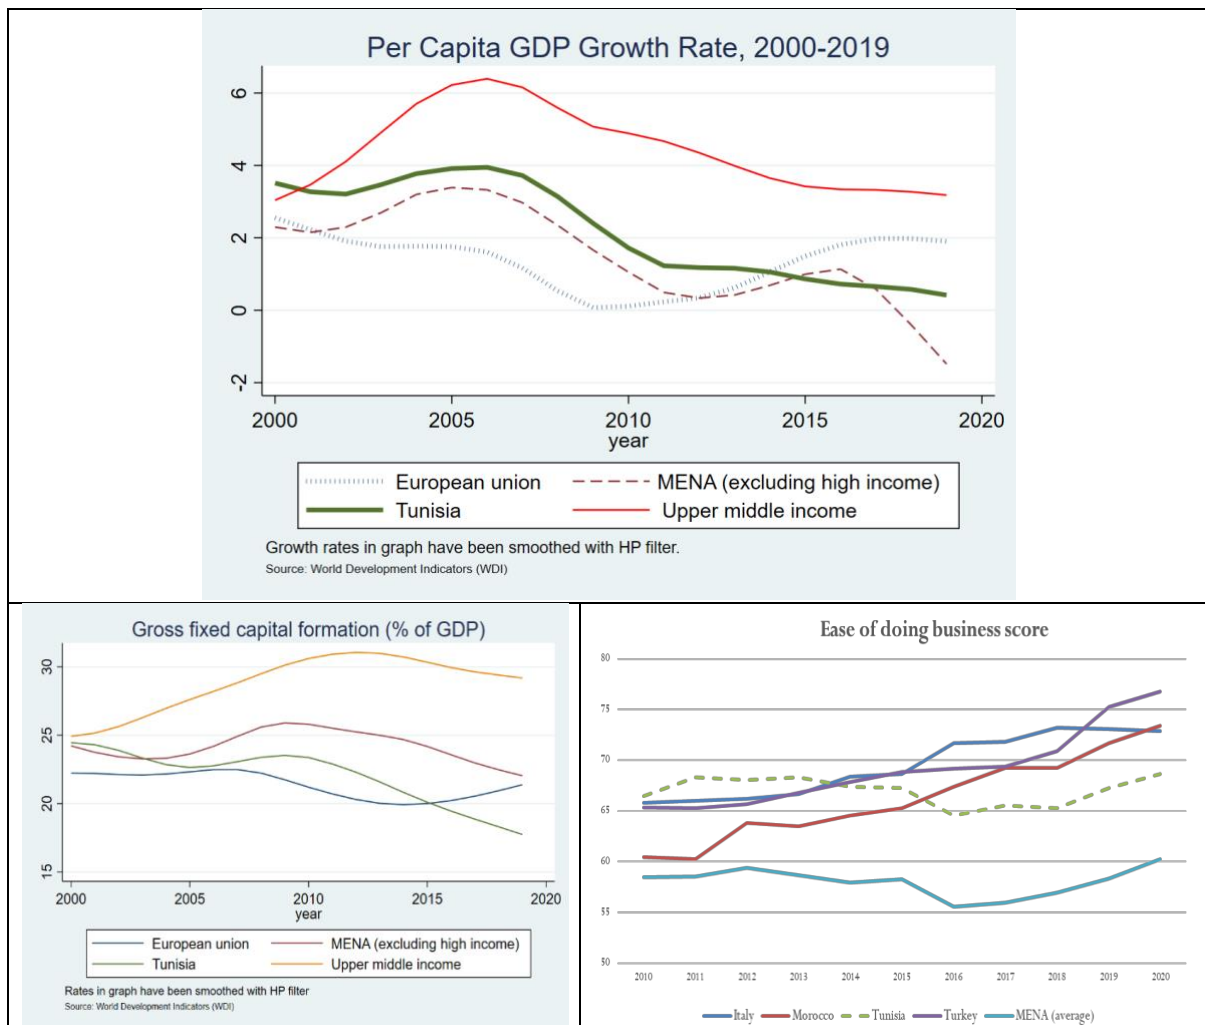 Per Capita GDP Growth Rate, 2000-2019
6
4
2
0
-2
2000 2005 2010 2015 2020
year
European union MENA (excluding high income)
Tunisia Upper middle income
Growth rates in graph have been smoothed with HP filter.
Source: World Development Indicators (WDI)
Gross fixed capital formation (% of GDP)
30
25
20
15
2000 2005 2010 2015 2020
year
European union MENA (excluding high income)
Tunisia Upper middle income
Rates in graph have been smoothed with HP filter
Source: World Development Indicators (WDI)
Ease of doing business score
80
75
70
65
60
55
50
2010 2011 2012 2013 2014 2015 2016 2017 2018 2019 2020
Italy Morocco Tunisia Turkey MENA (average)